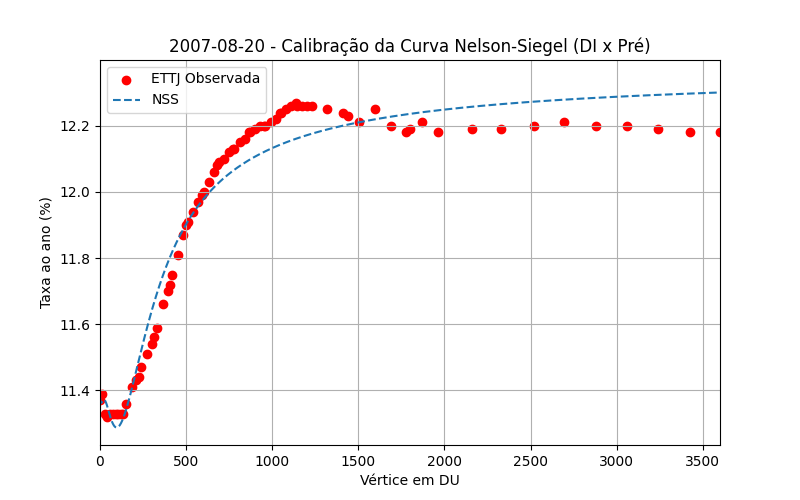 2007-08-20 - Calibração da Curva Nelson-Siegel (DI x Pré)
ETTJ Observada
NSS
Taxa ao ano (%)
12.2
12.0
11.8
11.6
11.4
0
500
1000
1500
2000
2500
3000
3500
Vértice em DU